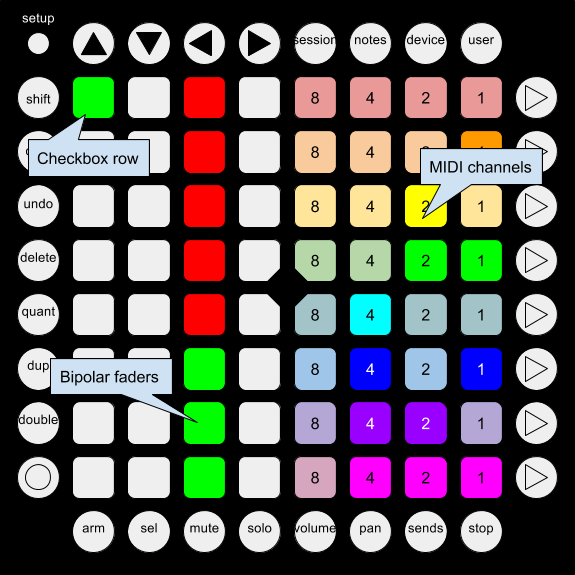 setup
session notes device user
shift 8 4 2 1
8 4
Checkbox row
MIDI channels
undo 8 4 2 1
delete 8 4 2 1
quant 8 4 2 1
dup 8 4 2 1
Bipolar faders
double 8 4 2 1
8 4 2 1
arm sel mute solo volume pan sends stop